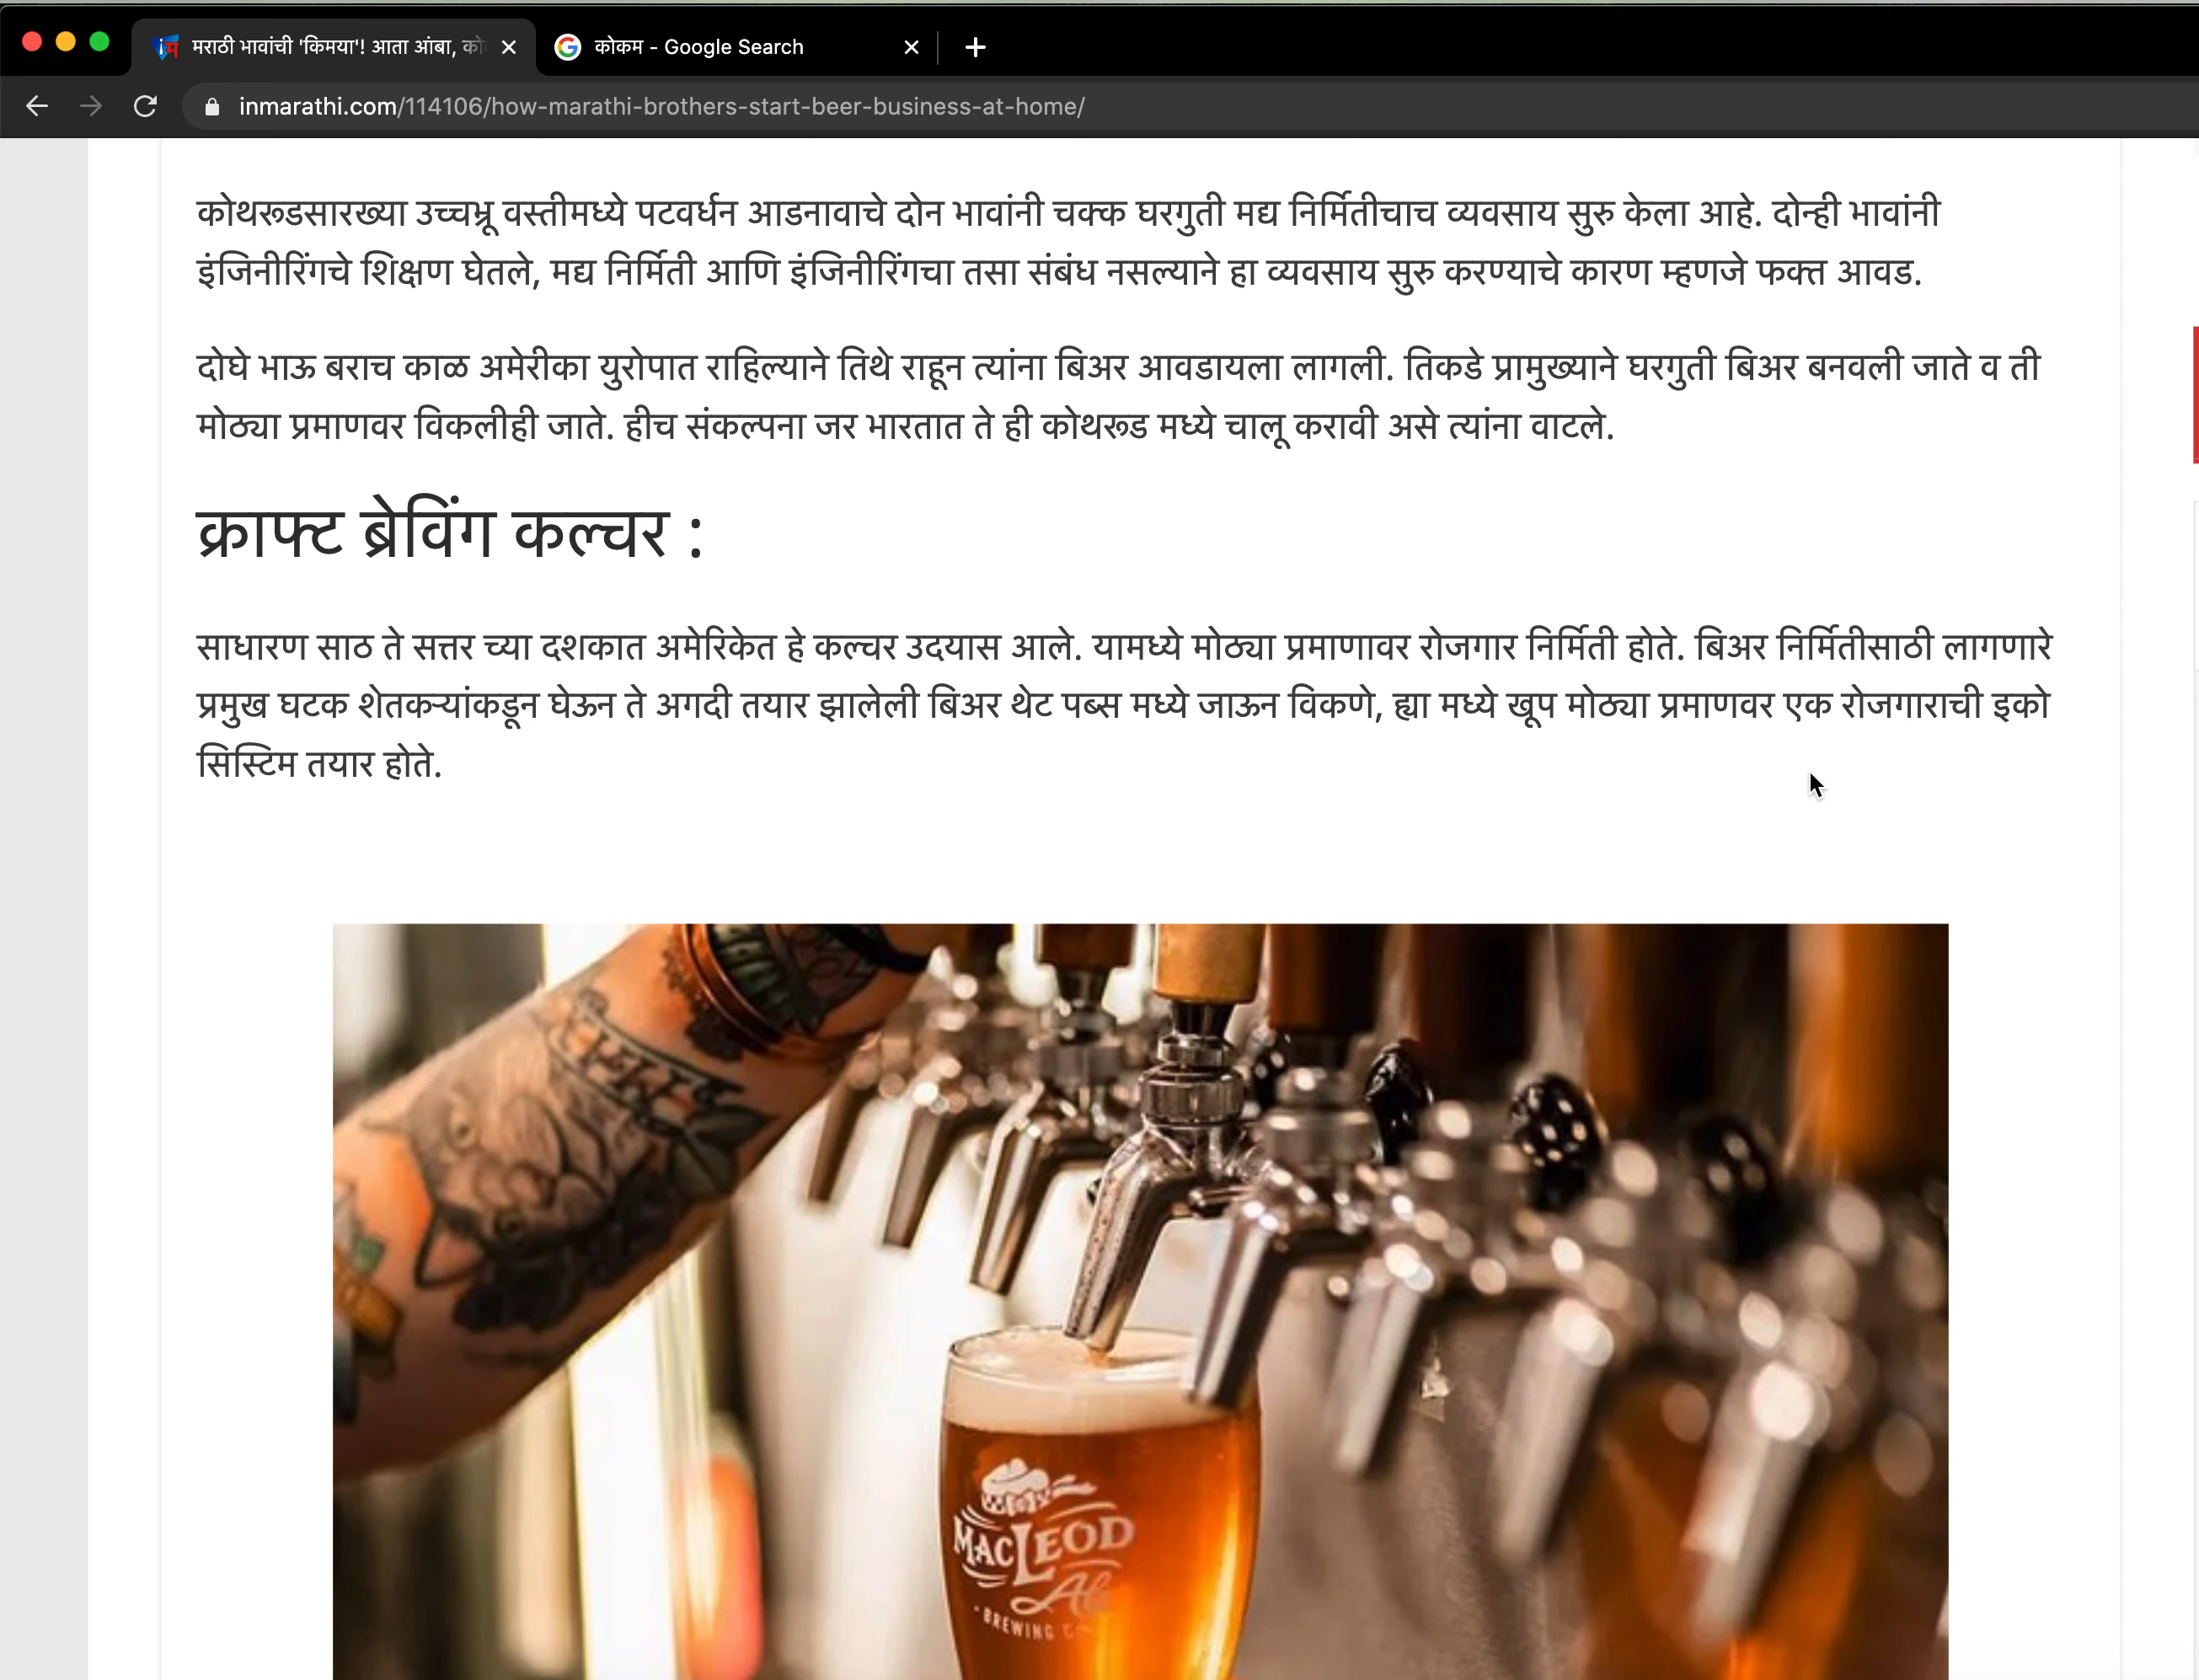 मराठी भावांची 'किमया'! आता आंबा, को
कोकम - Google Search
inmarathi.com/114106/how-marathi-brothers-start-beer-business-at-home/
कोथरूडसारख्या उच्चभ्रू वस्तीमध्ये पटवर्धन आडनावाचे दोन भावांनी चक्क घरगुती मद्य निर्मितीचाच व्यवसाय सुरु केला आहे. दोन्ही भावांनी
इंजिनीरिंगचे शिक्षण घेतले, मद्य निर्मिती आणि इंजिनीरिंगचा तसा संबंध नसल्याने हा व्यवसाय सुरु करण्याचे कारण म्हणजे फक्त आवड.
दोघे भाऊ बराच काळ अमेरीका युरोपात राहिल्याने तिथे राहून त्यांना बिअर आवडायला लागली. तिकडे प्रामुख्याने घरगुती बिअर बनवली जाते व ती
मोठ्या प्रमाणवर विकलीही जाते. हीच संकल्पना जर भारतात ते ही कोथरूड मध्ये चालू करावी असे त्यांना वाटले.
क्राफ्ट ब्रेविंग कल्चर :
साधारण साठ ते सत्तर च्या दशकात अमेरिकेत हे कल्चर उदयास आले. यामध्ये मोठ्या प्रमाणावर रोजगार निर्मिती होते. बिअर निर्मितीसाठी लागणारे
प्रमुख घटक शेतकऱ्यांकडून घेऊन ते अगदी तयार झालेली बिअर थेट पब्स मध्ये जाऊन विकणे, ह्या मध्ये खूप मोठ्या प्रमाणवर एक रोजगाराची इको
सिस्टिम तयार होते.
MACLEOD
Ale
BREWING